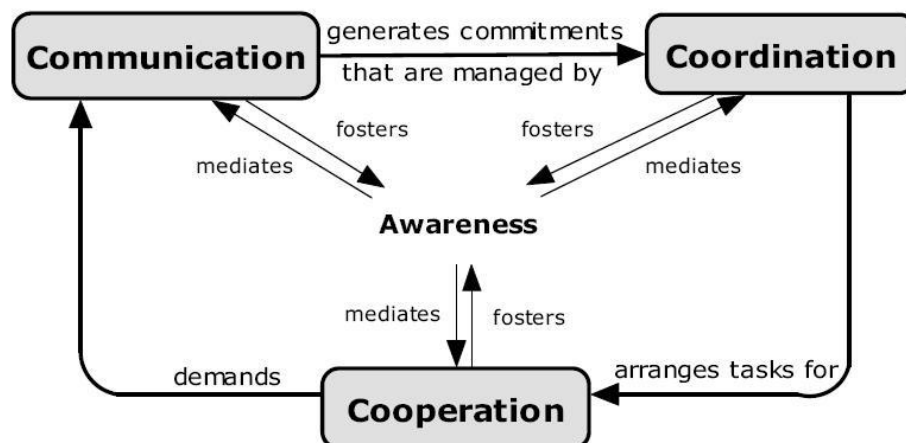 generates commitments
Communication
Coordination
that are managed by
fosters
fosters
mediates
mediates
Awareness
mediates
fosters
demands
arranges tasks for
Cooperation